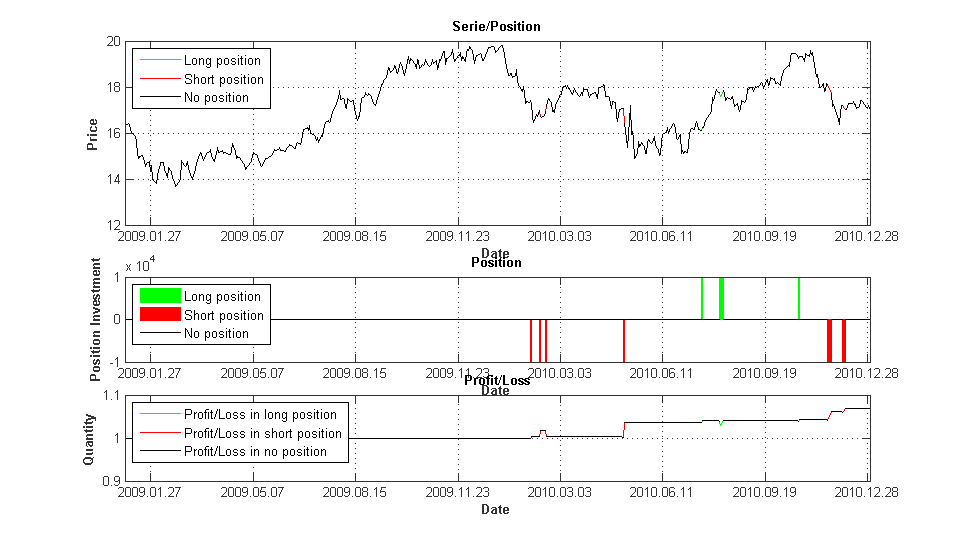 Serie/Position
20
18
16
14
12
Price
Long position
Short position
No position
2009.01.27 2009.05.07 2009.08.15 2009.11.23 2010.03.03 2010.06.11 2010.09.19 2010.12.28
Date
Position
x 10^4
1
0
-1
Position Investment
Long position
Short position
No position
2009.01.27 2009.05.07 2009.08.15 2009.11.23 2010.03.03 2010.06.11 2010.09.19 2010.12.28
Date
Profit/Loss
1.1
1
0.9
Quantity
Profit/Loss in long position
Profit/Loss in short position
Profit/Loss in no position
2009.01.27 2009.05.07 2009.08.15 2009.11.23 2010.03.03 2010.06.11 2010.09.19 2010.12.28
Date